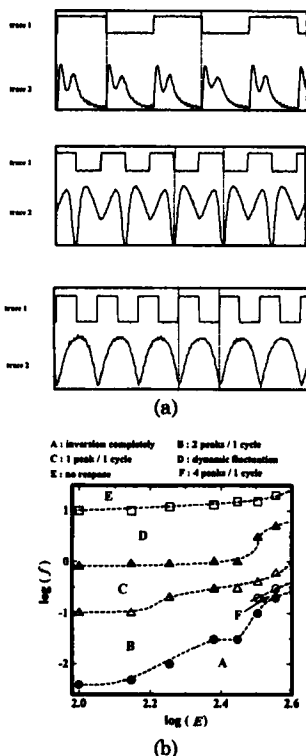 trace 1
trace 2
trace 1
trace 2
trace 1
trace 2
(a)
A : inversion completely B : 2 peaks / 1 cycle
C : 1 peak / 1 cycle D : dynamic fluctuation
E : no response F : 4 peaks / 1 cycle
E
D
C
F
B
A
1
0
-1
-2
log (f)
2.0 2.2 2.4 2.6
log (E)
(b)